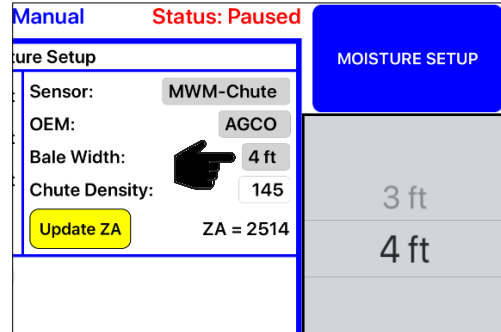 Manual Status: Paused
ure Setup
Sensor: MWM-Chute
OEM: AGCO
Bale Width: 4 ft
Chute Density: 145
Update ZA ZA = 2514
MOISTURE SETUP
3 ft
4 ft